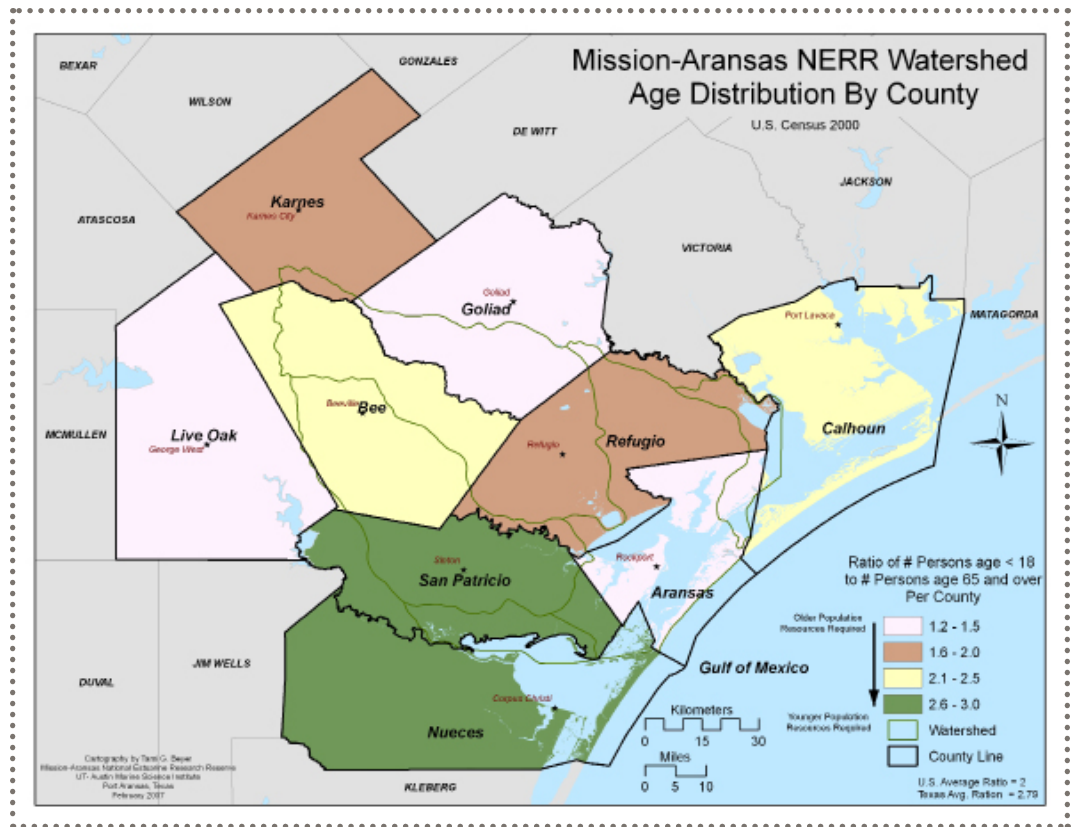 Mission-Aransas NERR Watershed
Age Distribution By County
U.S. Census 2000
BEXAR
GONZALES
WILSON
DE WITT
JACKSON
ATASCOSA
Karnes
Karnes City
VICTORIA
Goliad
Goliad
MATAGORDA
Port Lavaca
Beeville
Bee
MCMULLEN
Live Oak
George West
Refugio
Refugio
Calhoun
N
Sinton
San Patricio
Rockport
Aransas
JIM WELLS
DUVAL
Gulf of Mexico
Corpus Christi
Nueces
KLEBERG
Ratio of # Persons age < 18
to # Persons age 65 and over
Per County
Older Population
Resources Required
1.2 - 1.5
1.6 - 2.0
2.1 - 2.5
2.6 - 3.0
Younger Population
Resources Required
Watershed
County Line
Kilometers
0 15 30
Miles
0 5 10
U.S. Average Ratio = 2
Texas Avg. Ration = 2.79
Cartography by Tami G. Beyer
Mission-Aransas National Estuarine Research Reserve
UT- Austin Marine Science Institute
Port Aransas, Texas
February 2007